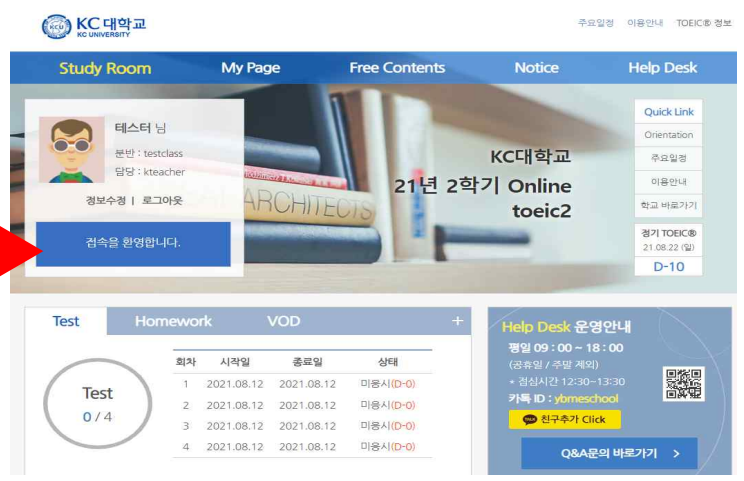 KCU KC 대학교
KC UNIVERSITY
주요일정 이용안내 TOEIC® 정보
Study Room My Page Free Contents Notice Help Desk
테스터 님
분반 : testclass
담당 : kteacher
정보수정 | 로그아웃
접속을 환영합니다.
ARCHITECTS
KC대학교
21년 2학기 Online
toeic2
Quick Link
Orientation
주요일정
이용안내
학교 바로가기
정기 TOEIC®
21.08.22 (일)
D-10
Test Homework VOD +
Test
0 / 4
회차 시작일 종료일 상태
1 2021.08.12 2021.08.12 미응시(D-0)
2 2021.08.12 2021.08.12 미응시(D-0)
3 2021.08.12 2021.08.12 미응시(D-0)
4 2021.08.12 2021.08.12 미응시(D-0)
Help Desk 운영안내
평일 09 : 00 ~ 18 : 00
(공휴일 / 주말 제외)
* 점심시간 12:30~13:30
카톡 ID : ybmeschool
TALK 친구추가 Click
Q&A문의 바로가기 >